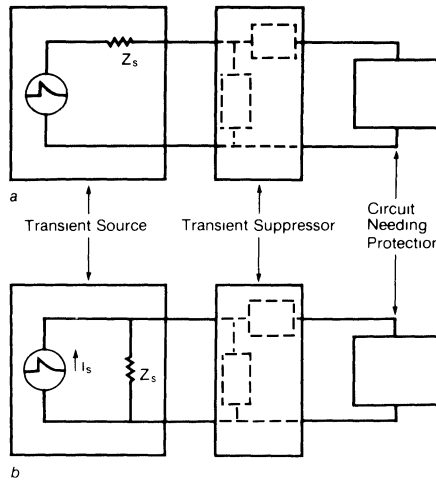 Zs
a
Transient Source
Transient Suppressor
Circuit
Needing
Protection
Is
Zs
b